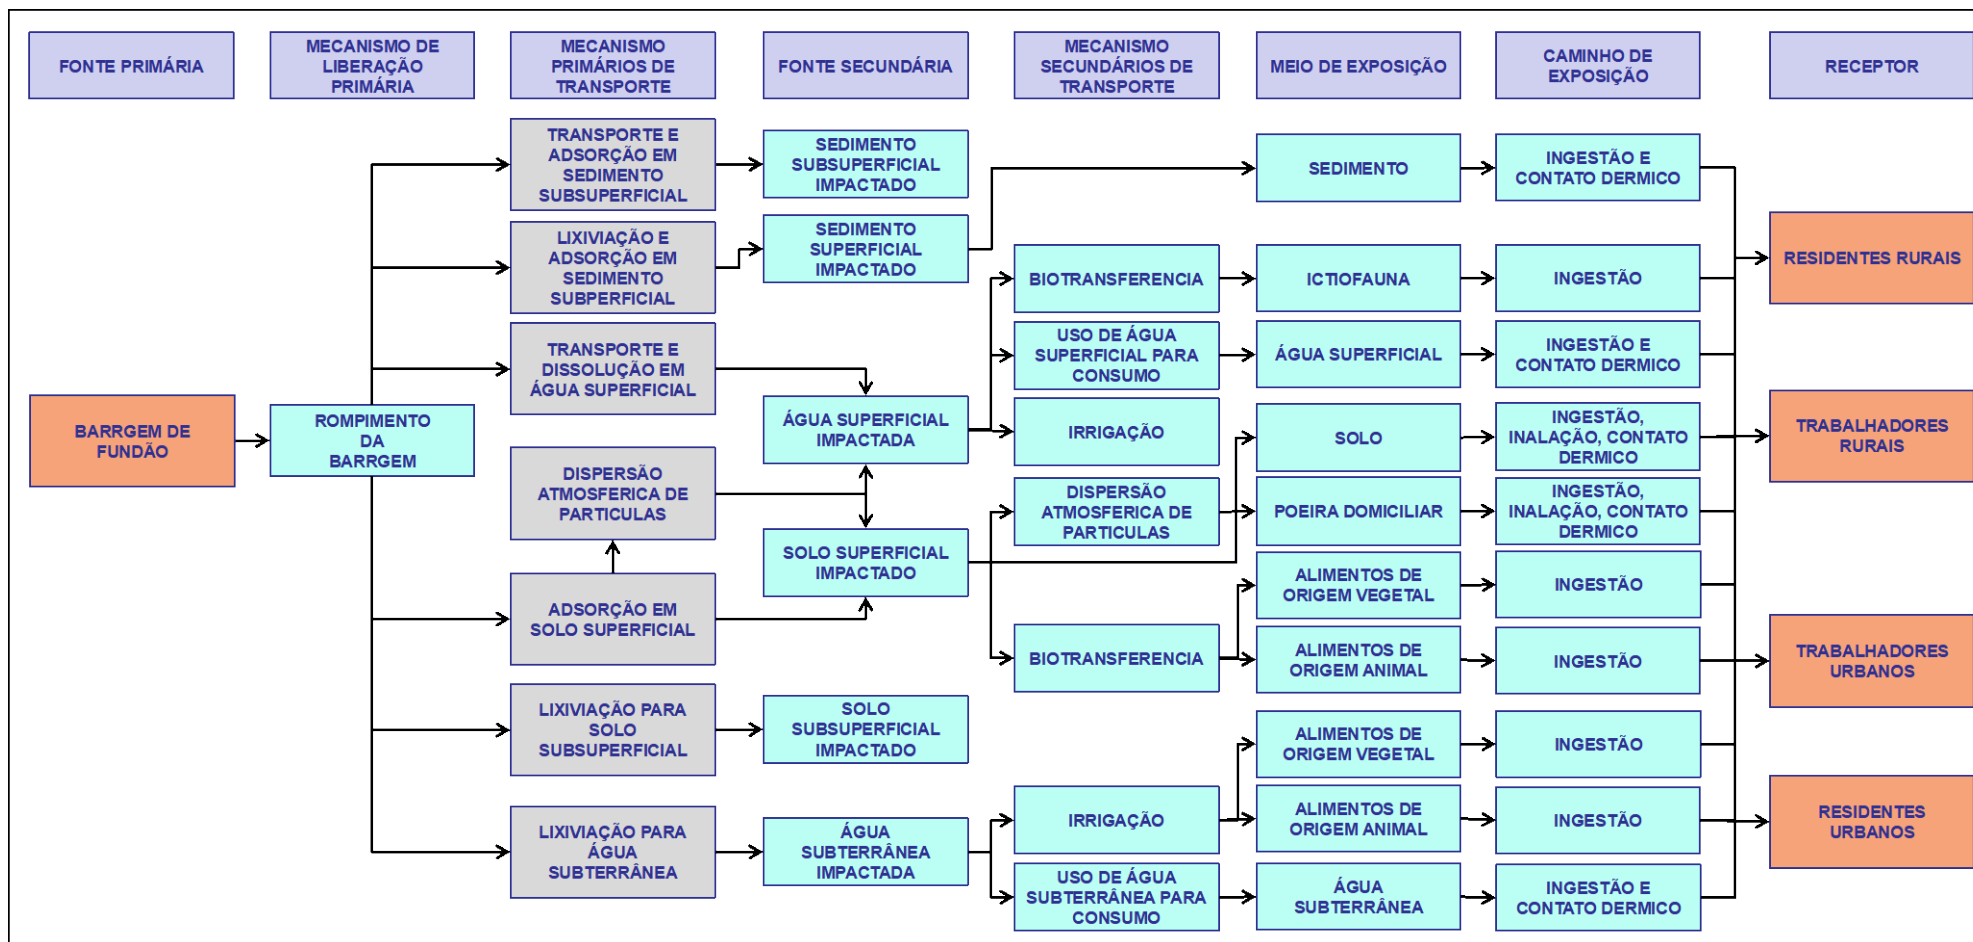 FONTE PRIMÁRIA
MECANISMO DE
LIBERAÇÃO
PRIMÁRIA
MECANISMO
PRIMÁRIOS DE
TRANSPORTE
FONTE SECUNDÁRIA
MECANISMO
SECUNDÁRIOS DE
TRANSPORTE
MEIO DE EXPOSIÇÃO
CAMINHO DE
EXPOSIÇÃO
RECEPTOR
BARRGEM DE
FUNDÃO
ROMPIMENTO
DA
BARRGEM
TRANSPORTE E
ADSORÇÃO EM
SEDIMENTO
SUBSUPERFICIAL
LIXIVIAÇÃO E
ADSORÇÃO EM
SEDIMENTO
SUBPERFICIAL
TRANSPORTE E
DISSOLUÇÃO EM
ÁGUA SUPERFICIAL
DISPERSÃO
ATMOSFERICA DE
PARTICULAS
ADSORÇÃO EM
SOLO SUPERFICIAL
LIXIVIAÇÃO PARA
SOLO
SUBSUPERFICIAL
LIXIVIAÇÃO PARA
ÁGUA
SUBTERRÂNEA
SEDIMENTO
SUBSUPERFICIAL
IMPACTADO
SEDIMENTO
SUPERFICIAL
IMPACTADO
ÁGUA SUPERFICIAL
IMPACTADA
SOLO SUPERFICIAL
IMPACTADO
SOLO
SUBSUPERFICIAL
IMPACTADO
ÁGUA
SUBTERRÂNEA
IMPACTADA
BIOTRANSFERENCIA
USO DE ÁGUA
SUPERFICIAL PARA
CONSUMO
IRRIGAÇÃO
DISPERSÃO
ATMOSFERICA DE
PARTICULAS
BIOTRANSFERENCIA
IRRIGAÇÃO
USO DE ÁGUA
SUBTERRÂNEA PARA
CONSUMO
SEDIMENTO
ICTIOFAUNA
ÁGUA SUPERFICIAL
SOLO
POEIRA DOMICILIAR
ALIMENTOS DE
ORIGEM VEGETAL
ALIMENTOS DE
ORIGEM ANIMAL
ALIMENTOS DE
ORIGEM VEGETAL
ALIMENTOS DE
ORIGEM ANIMAL
ÁGUA
SUBTERRÂNEA
INGESTÃO E
CONTATO DERMICO
INGESTÃO
INGESTÃO E
CONTATO DERMICO
INGESTÃO,
INALAÇÃO, CONTATO
DERMICO
INGESTÃO,
INALAÇÃO, CONTATO
DERMICO
INGESTÃO
INGESTÃO
INGESTÃO
INGESTÃO
INGESTÃO E
CONTATO DERMICO
RESIDENTES RURAIS
TRABALHADORES
RURAIS
TRABALHADORES
URBANOS
RESIDENTES
URBANOS